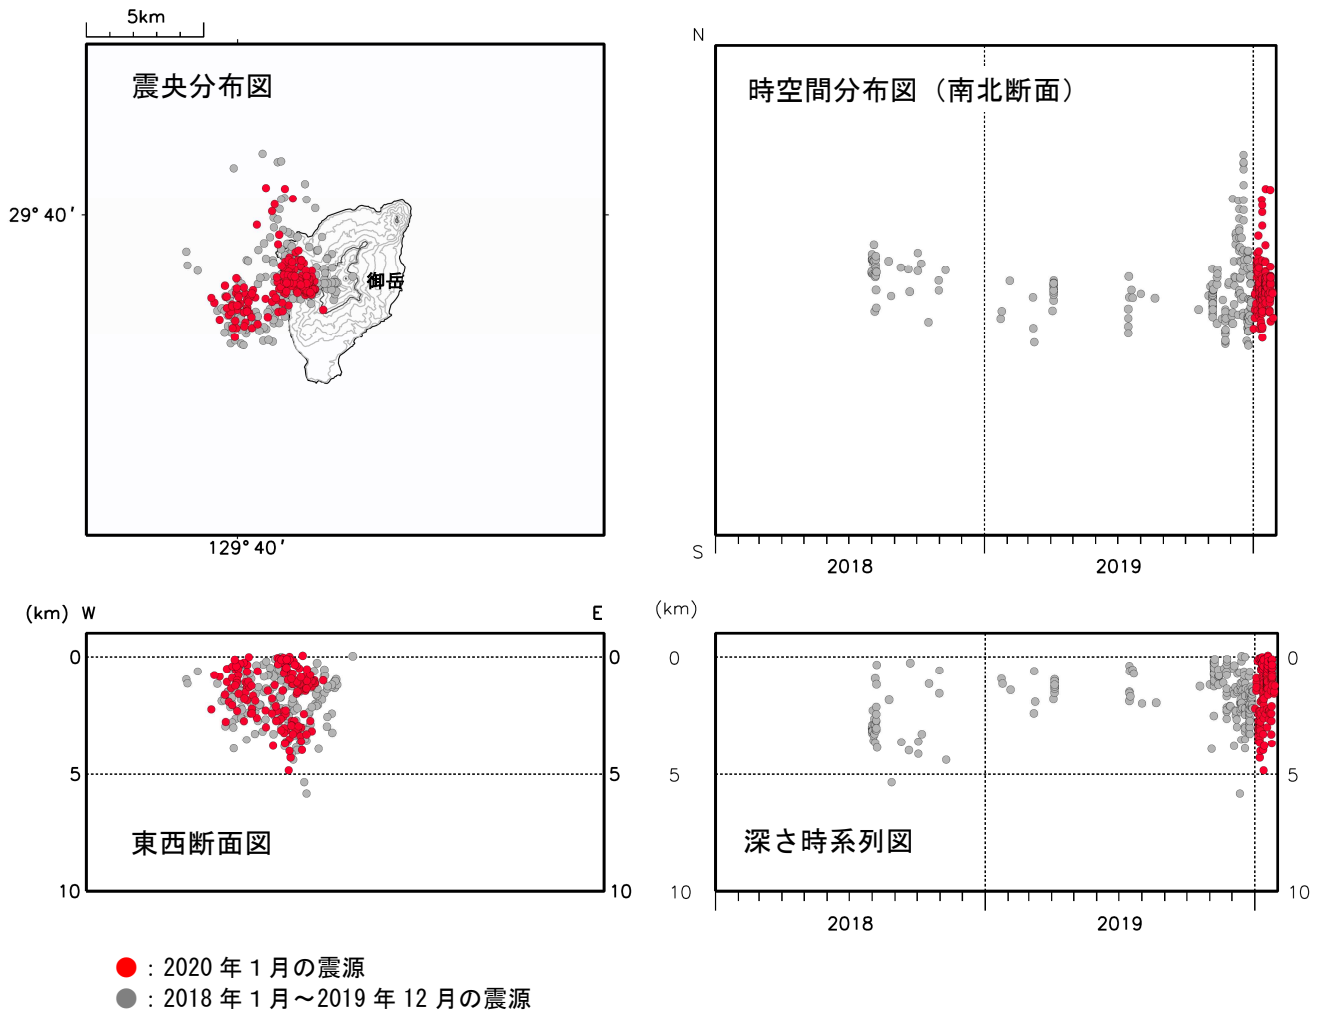 5km
震央分布図
29° 40′
御岳
129° 40′
N
時空間分布図（南北断面）
S
2018
2019
(km) W
E
0
0
5
5
東西断面図
10
10
(km)
0
0
5
5
深さ時系列図
10
10
2018
2019
：2020 年 1 月の震源
：2018 年 1 月～2019 年 12 月の震源